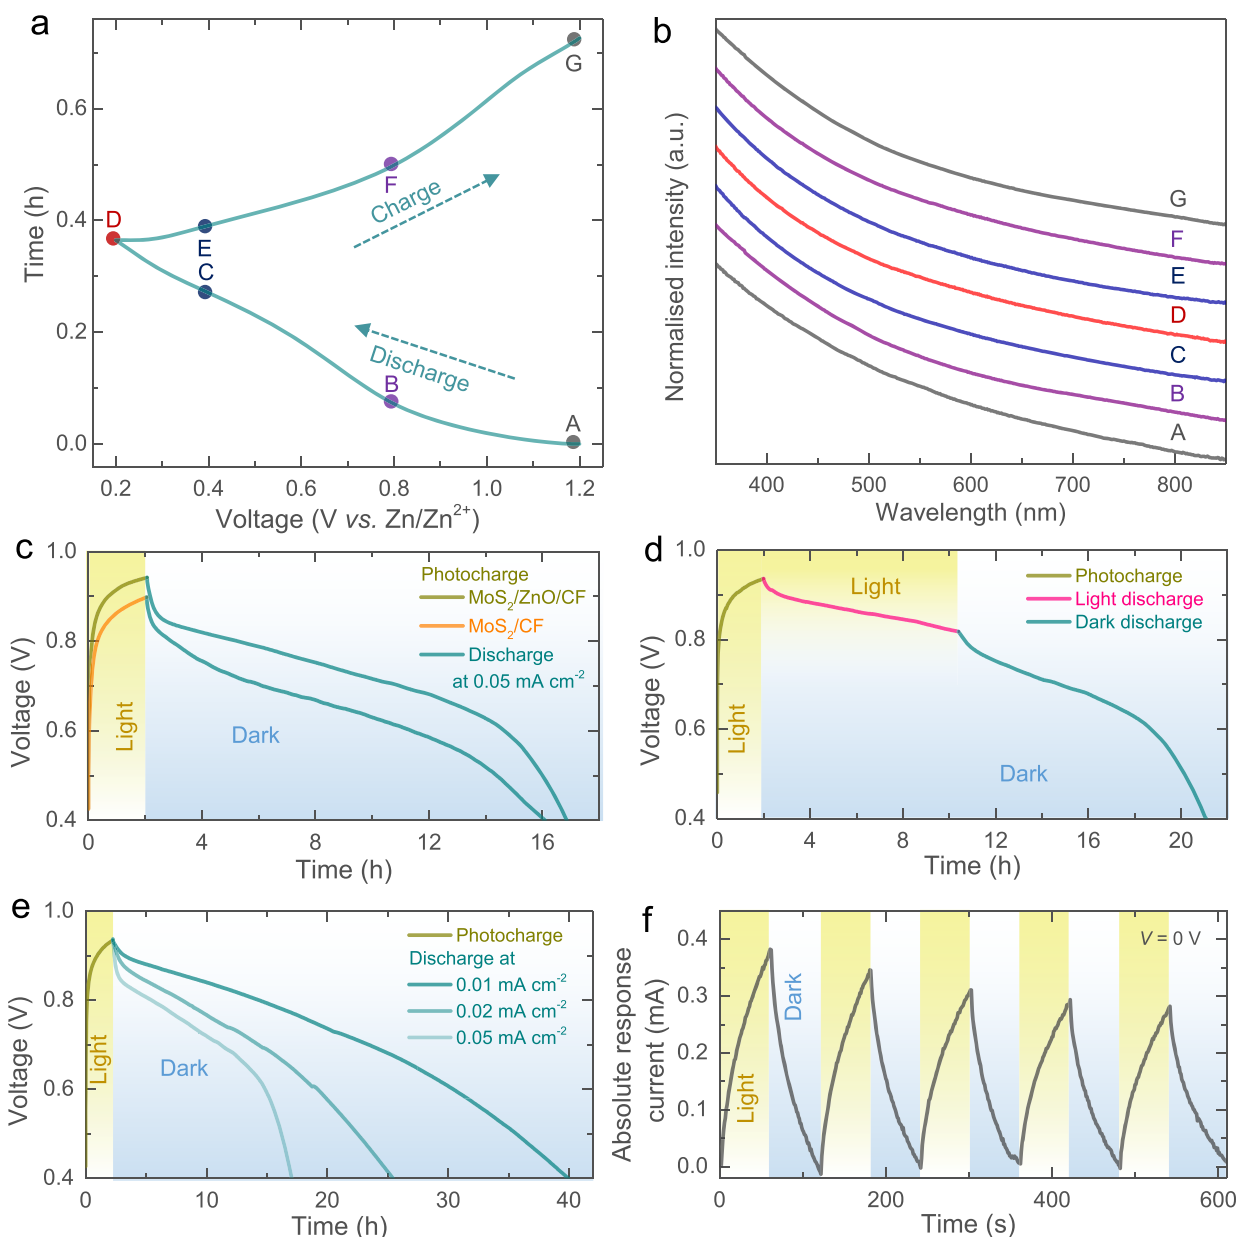 a
Time (h)
0.6
0.4
0.2
0.0
G
F
Charge
D
E
C
Discharge
B
A
0.2 0.4 0.6 0.8 1.0 1.2
Voltage (V vs. Zn/Zn²⁺)
b
Normalised intensity (a.u.)
G
F
E
D
C
B
A
400 500 600 700 800
Wavelength (nm)
c
Voltage (V)
1.0
0.8
0.6
0.4
Photocharge
MoS₂/ZnO/CF
MoS₂/CF
Discharge
at 0.05 mA cm⁻²
Light
Dark
0 4 8 12 16
Time (h)
d
Voltage (V)
1.0
0.8
0.6
0.4
Light
Photocharge
Light discharge
Dark discharge
Light
Dark
0 4 8 12 16 20
Time (h)
e
Voltage (V)
1.0
0.8
0.6
0.4
Photocharge
Discharge at
0.01 mA cm⁻²
0.02 mA cm⁻²
0.05 mA cm⁻²
Light
Dark
0 10 20 30 40
Time (h)
f
Absolute response
current (mA)
0.4
0.3
0.2
0.1
0.0
V = 0 V
Dark
Light
0 200 400 600
Time (s)